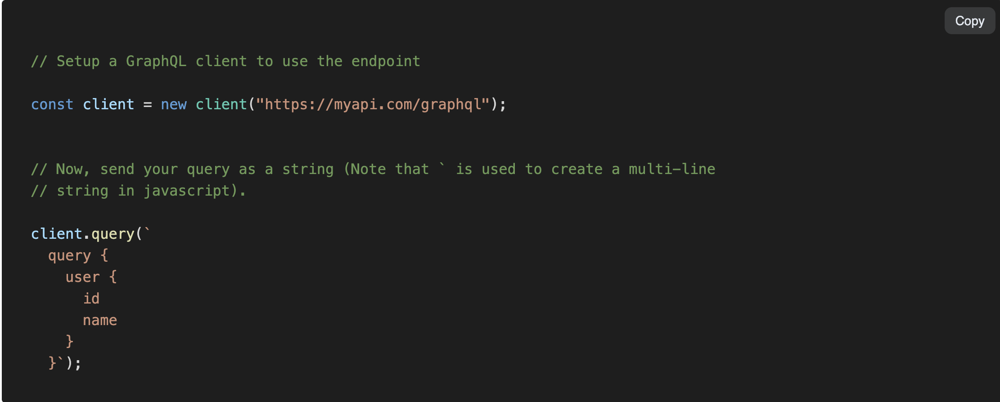 Copy
// Setup a GraphQL client to use the endpoint
const client = new client("https://myapi.com/graphql");
// Now, send your query as a string (Note that ` is used to create a multi-line
// string in javascript).
client.query(`
  query {
    user {
      id
      name
    }
  }`);